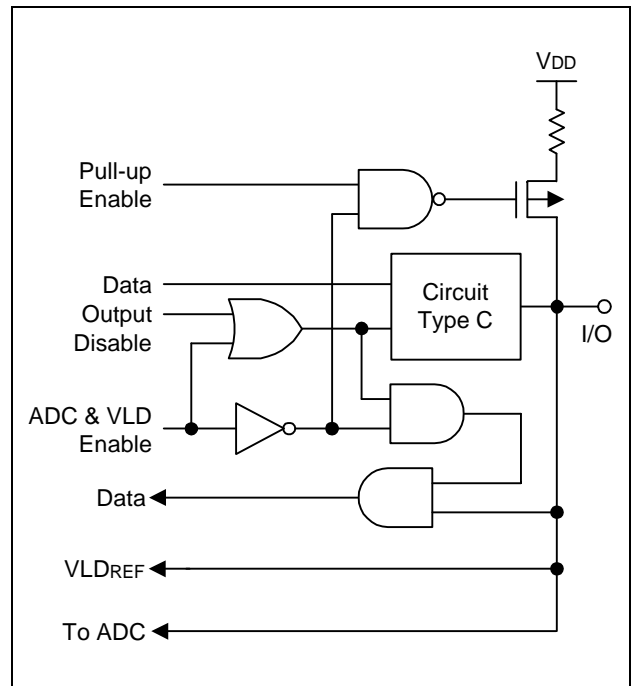 VDD
Pull-up
Enable
Data
Output
Disable
Circuit
Type C
I/O
ADC & VLD
Enable
Data
VLDREF
To ADC